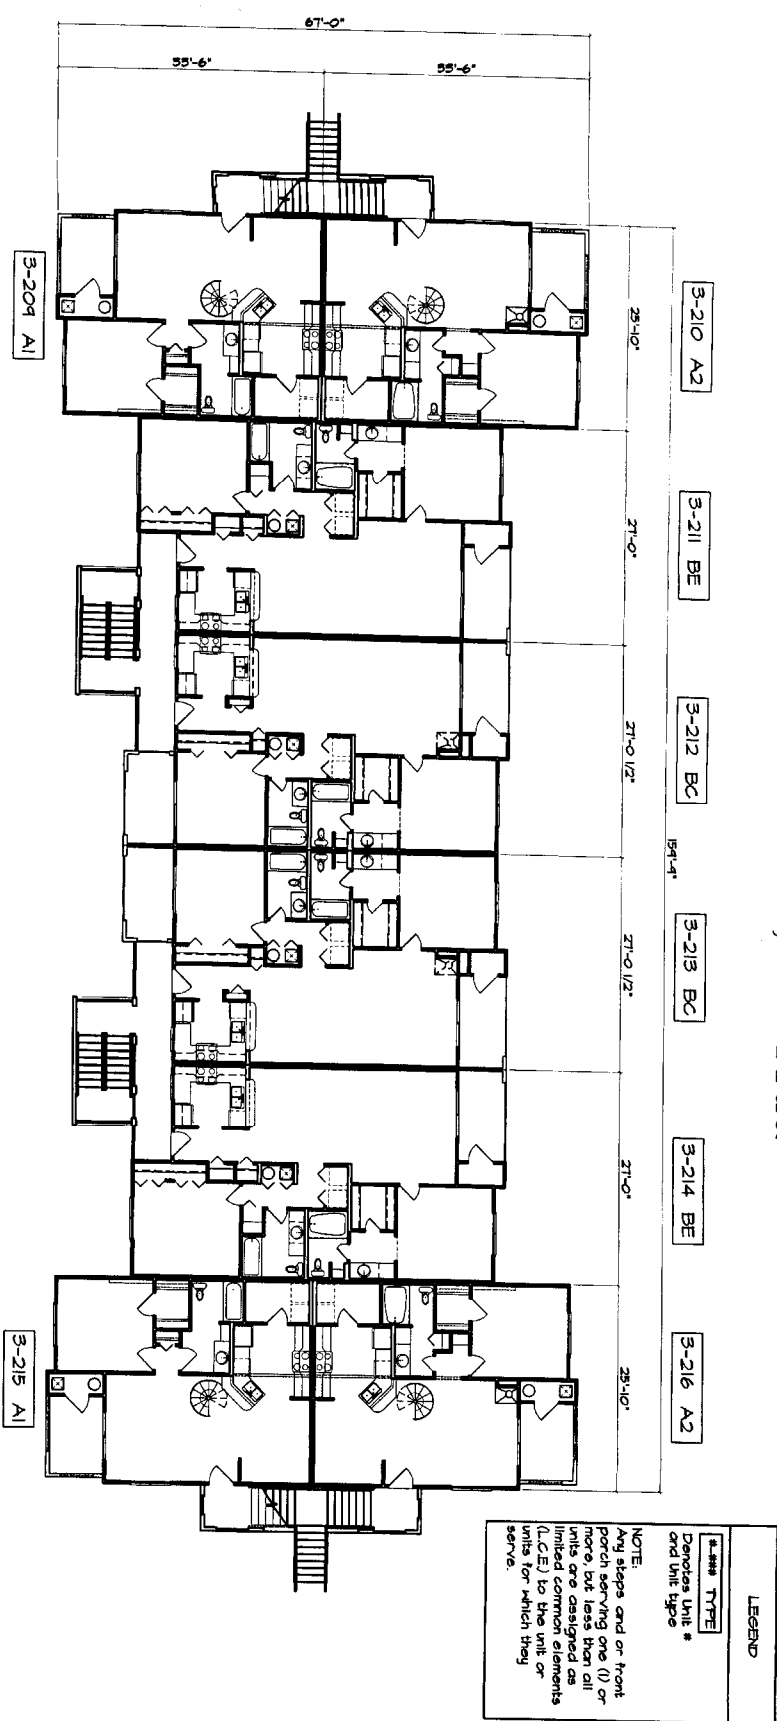 67'-0"
33'-6"
33'-6"
3-209 A1
3-210 A2
25'-10"
3-211 BE
27'-0"
3-212 BC
27'-0 1/2"
159'-9"
3-213 BC
27'-0 1/2"
3-214 BE
27'-0"
3-215 A1
3-216 A2
25'-10"
LEGEND
#-### TYPE
Denotes Unit #
and Unit type
NOTE:
Any steps and or front
porch serving one (1) or
more, but less than all
units are assigned as
limited common elements
(L.C.E.) to the unit or
units for which they
serve.